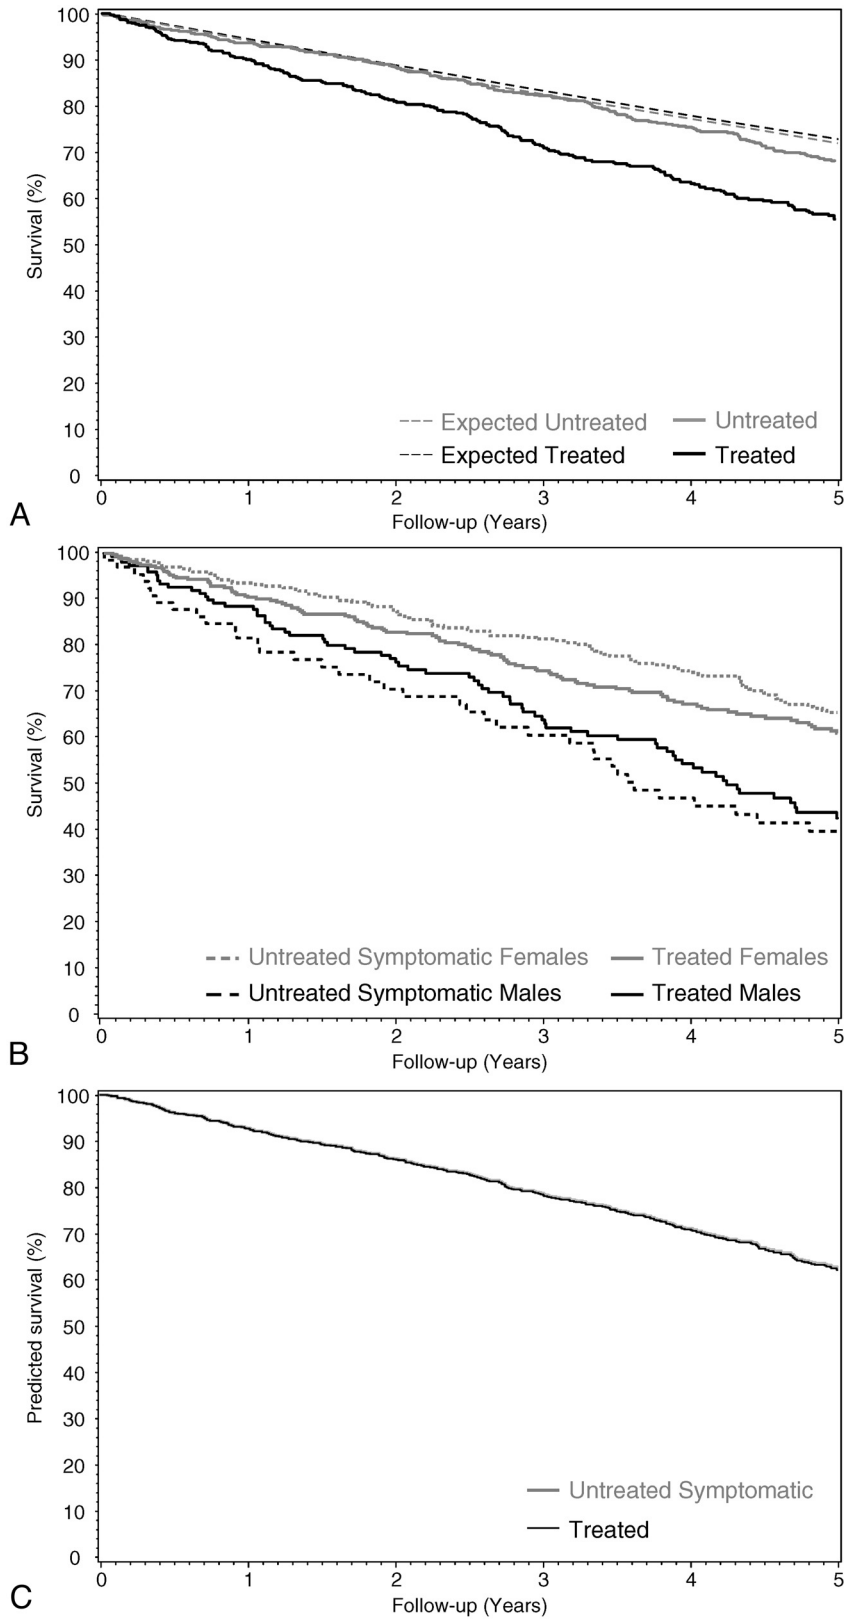 100
90
80
70
60
50
40
30
20
10
0
Survival (%)
Expected Untreated Untreated
Expected Treated Treated
0 1 2 3 4 5
Follow-up (Years)
A
100
90
80
70
60
50
40
30
20
10
0
Survival (%)
Untreated Symptomatic Females Treated Females
Untreated Symptomatic Males Treated Males
0 1 2 3 4 5
Follow-up (Years)
B
100
90
80
70
60
50
40
30
20
10
0
Predicted survival (%)
Untreated Symptomatic
Treated
0 1 2 3 4 5
Follow-up (Years)
C